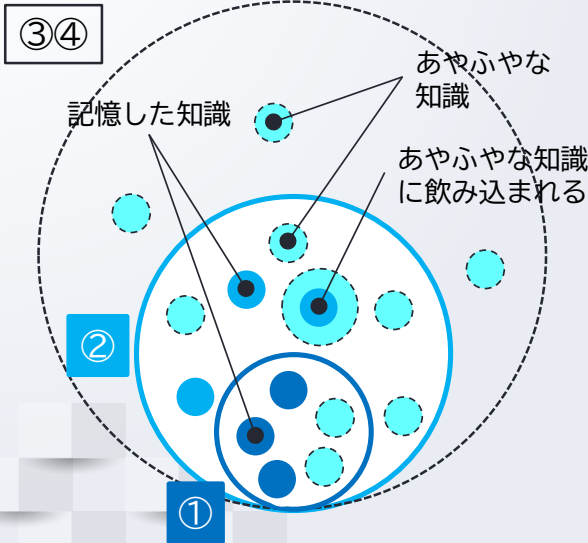 ③④
あやふやな
知識
記憶した知識
あやふやな知識
に飲み込まれる
②
①